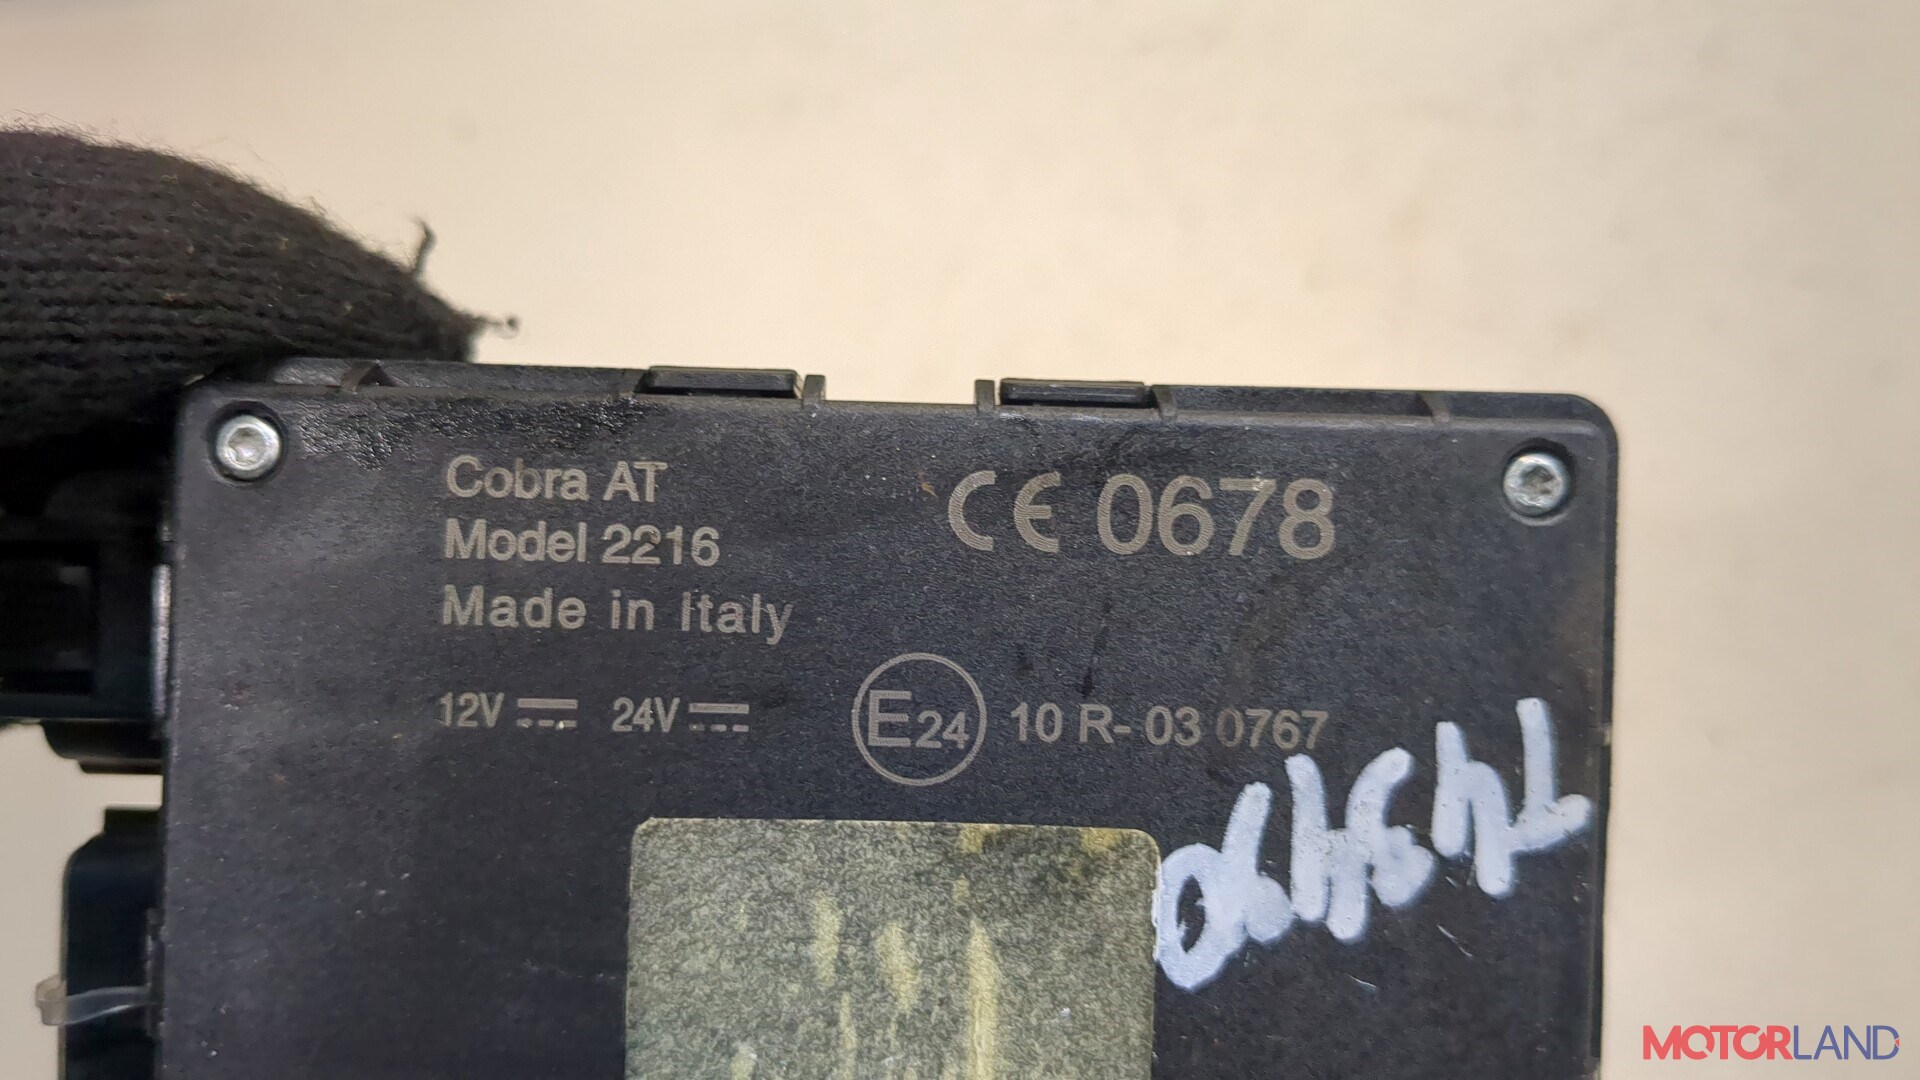 Cobra AT
Model 2216
Made in Italy
CE 0678
12V 24V
E24 10 R- 03 0767
MOTORLAND